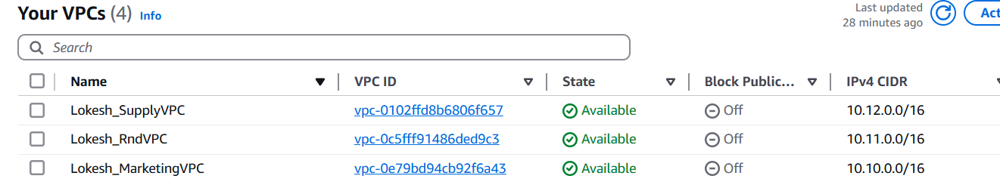 Your VPCs (4) Info
Last updated
28 minutes ago
Act
Search
Name VPC ID State Block Public... IPv4 CIDR
Lokesh_SupplyVPC vpc-0102ffd8b6806f657 Available Off 10.12.0.0/16
Lokesh_RndVPC vpc-0c5fff91486ded9c3 Available Off 10.11.0.0/16
Lokesh_MarketingVPC vpc-0e79bd94cb92f6a43 Available Off 10.10.0.0/16